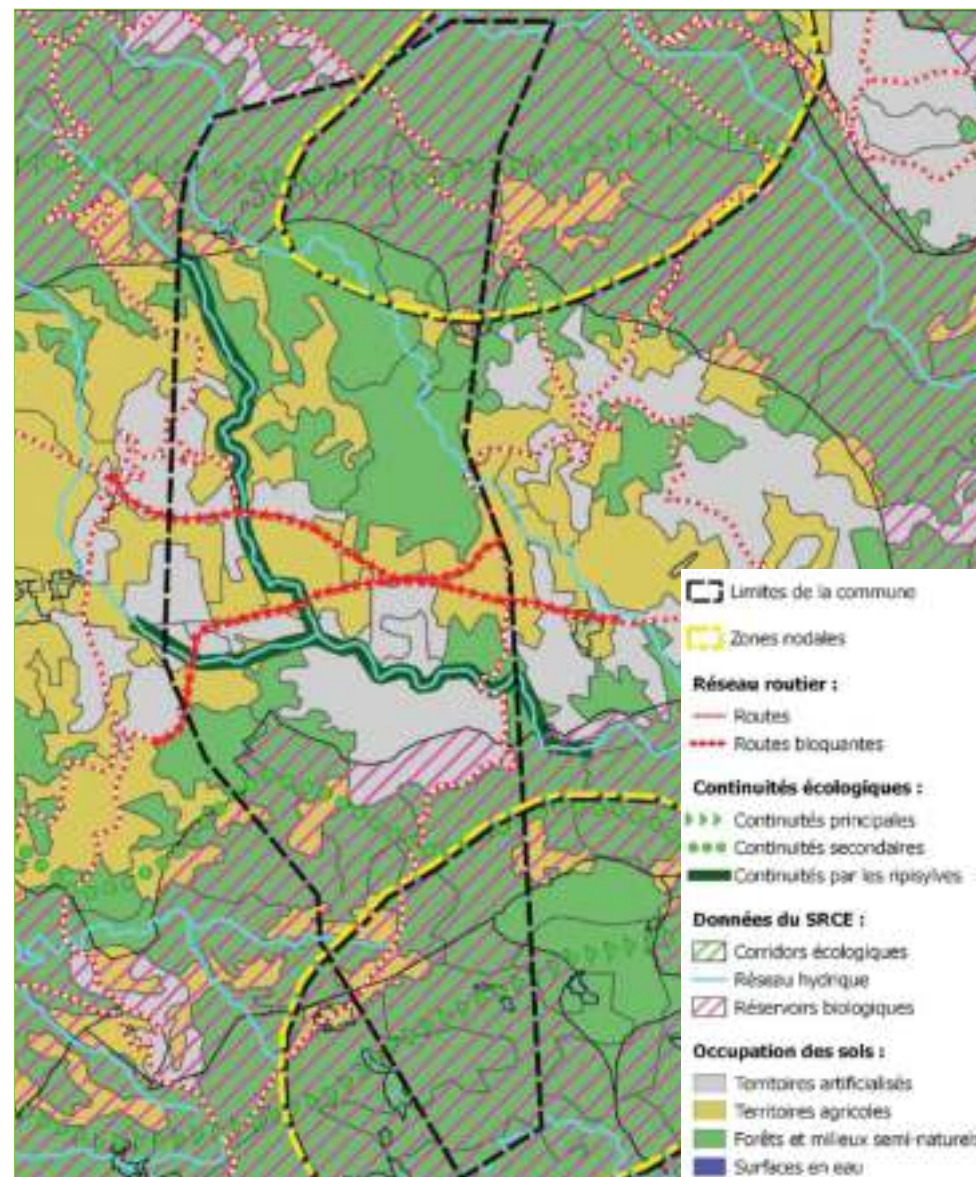 Limites de la commune
Zones nodales
Réseau routier :
Routes
Routes bloquantes
Continuités écologiques :
Continuités principales
Continuités secondaires
Continuités par les ripisylves
Données du SRCE :
Corridors écologiques
Réseau hydrique
Réservoirs biologiques
Occupation des sols :
Territoires artificialisés
Territoires agricoles
Forêts et milieux semi-naturels
Surfaces en eau